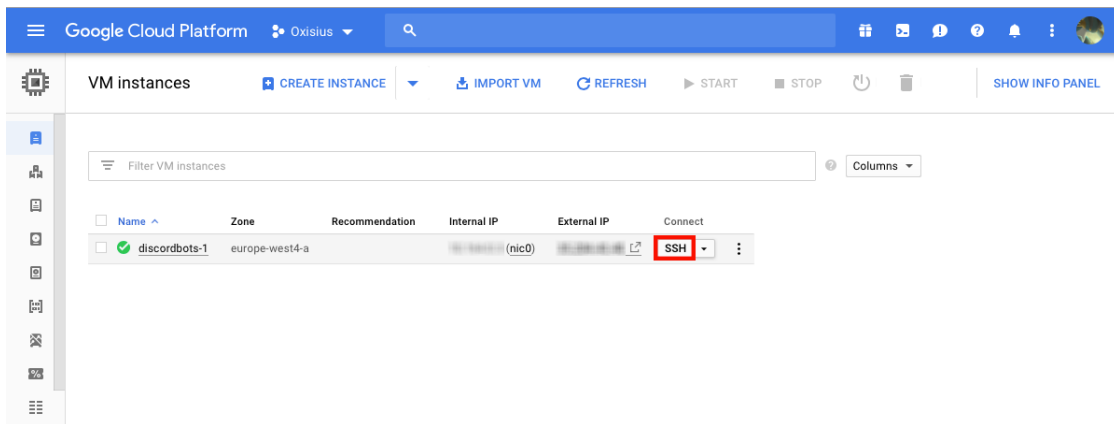 Google Cloud Platform Oxisius
VM instances CREATE INSTANCE IMPORT VM REFRESH START STOP SHOW INFO PANEL
Filter VM instances Columns
Name Zone Recommendation Internal IP External IP Connect
discordbots-1 europe-west4-a (nic0) SSH